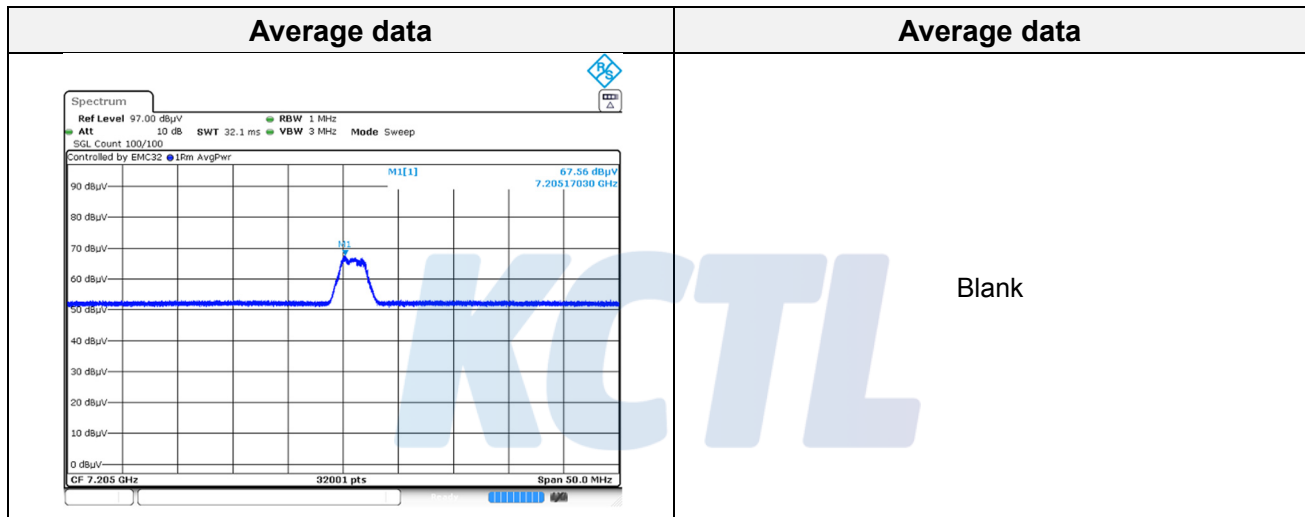 Average data
Average data
Spectrum
Ref Level 97.00 dBµV RBW 1 MHz
Att 10 dB SWT 32.1 ms VBW 3 MHz Mode Sweep
SGL Count 100/100
Controlled by EMC32 1Rm AvgPwr
M1[1] 67.56 dBµV
7.20517030 GHz
90 dBµV
80 dBµV
70 dBµV
M1
60 dBµV
50 dBµV
40 dBµV
30 dBµV
20 dBµV
10 dBµV
0 dBµV
CF 7.205 GHz 32001 pts Span 50.0 MHz
Blank
KCTL
R&S